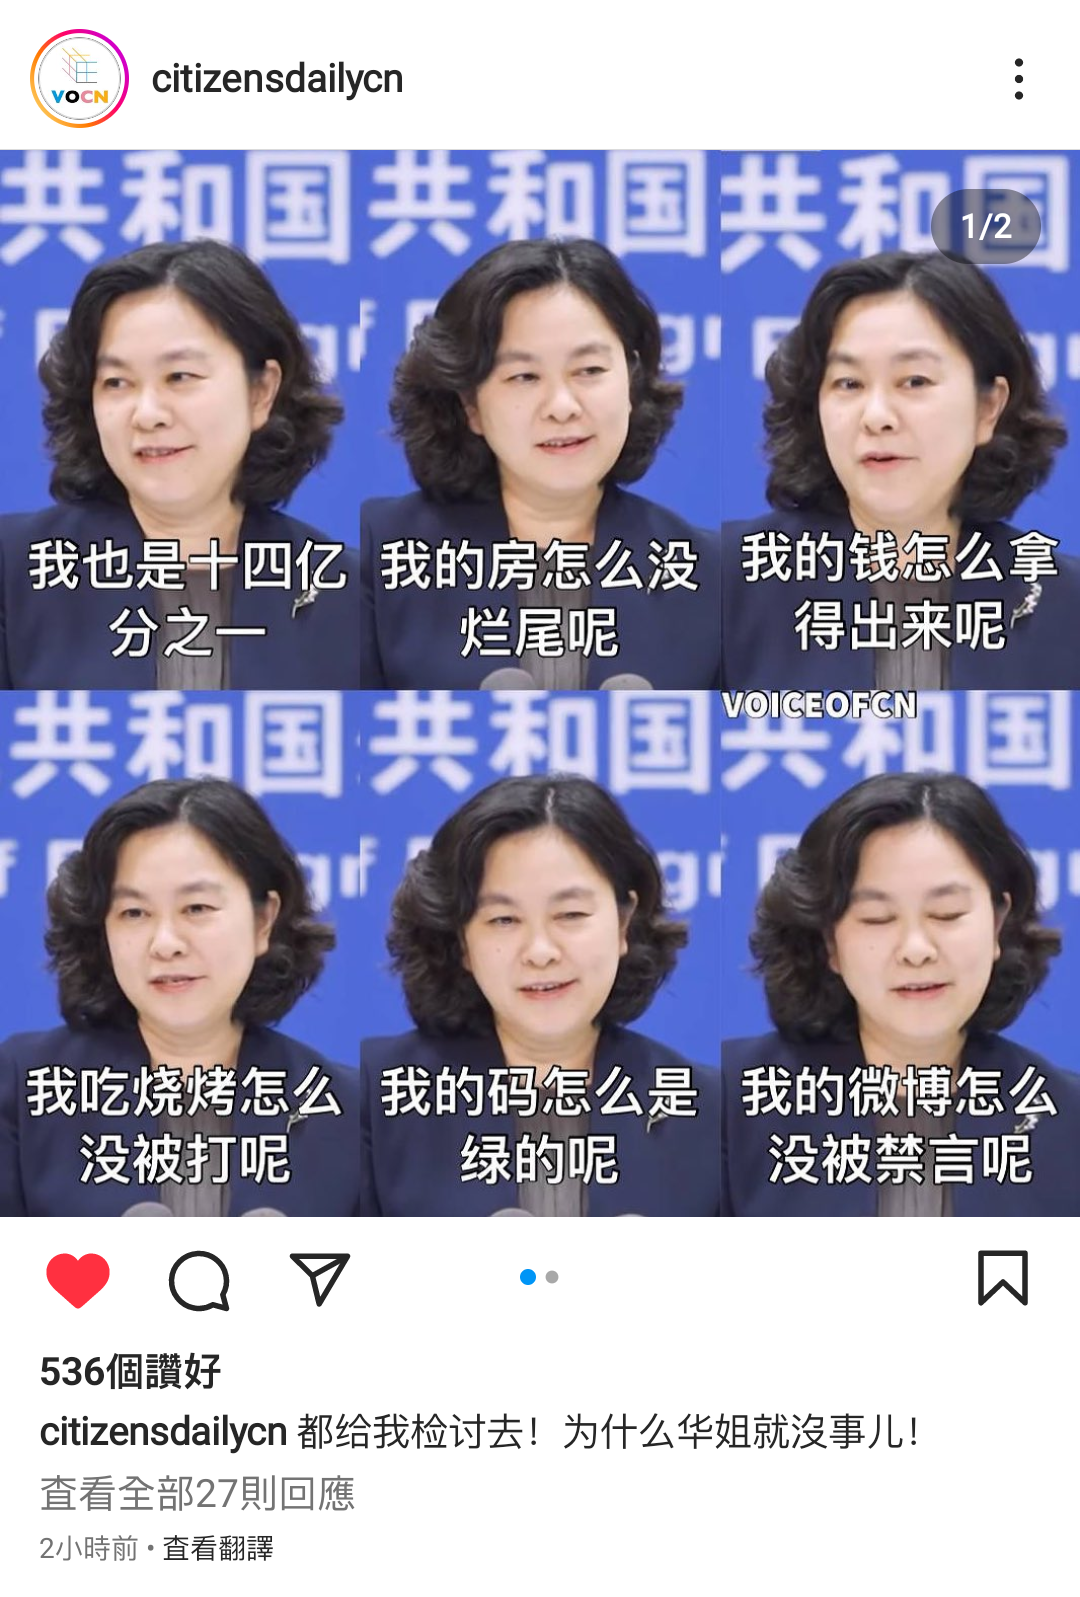 VOCN
citizensdailycn
共和国
共和国
共和国
1/2
我也是十四亿
分之一
我的房怎么没
烂尾呢
我的钱怎么拿
得出来呢
VOICEOFCN
共和国
共和国
共和国
我吃烧烤怎么
没被打呢
我的码怎么是
绿的呢
我的微博怎么
没被禁言呢
536個讚好
citizensdailycn 都给我检讨去！为什么华姐就沒事儿！
查看全部27則回應
2小時前 • 查看翻譯